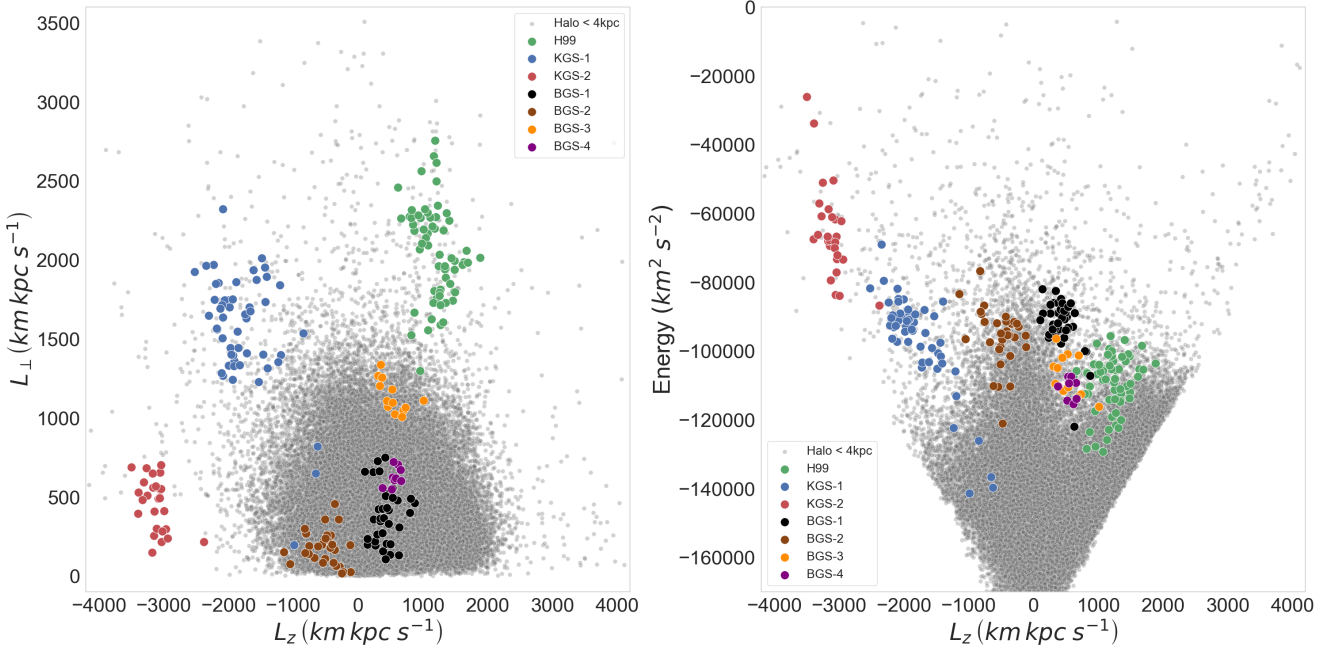 3500
3000
2500
2000
1500
1000
500
0
L⊥ (km kpc s⁻¹)
−4000 −3000 −2000 −1000 0 1000 2000 3000 4000
L_z (km kpc s⁻¹)
Halo < 4kpc
H99
KGS-1
KGS-2
BGS-1
BGS-2
BGS-3
BGS-4
0
−20000
−40000
−60000
−80000
−100000
−120000
−140000
−160000
Energy (km² s⁻²)
−4000 −3000 −2000 −1000 0 1000 2000 3000 4000
L_z (km kpc s⁻¹)
Halo < 4kpc
H99
KGS-1
KGS-2
BGS-1
BGS-2
BGS-3
BGS-4